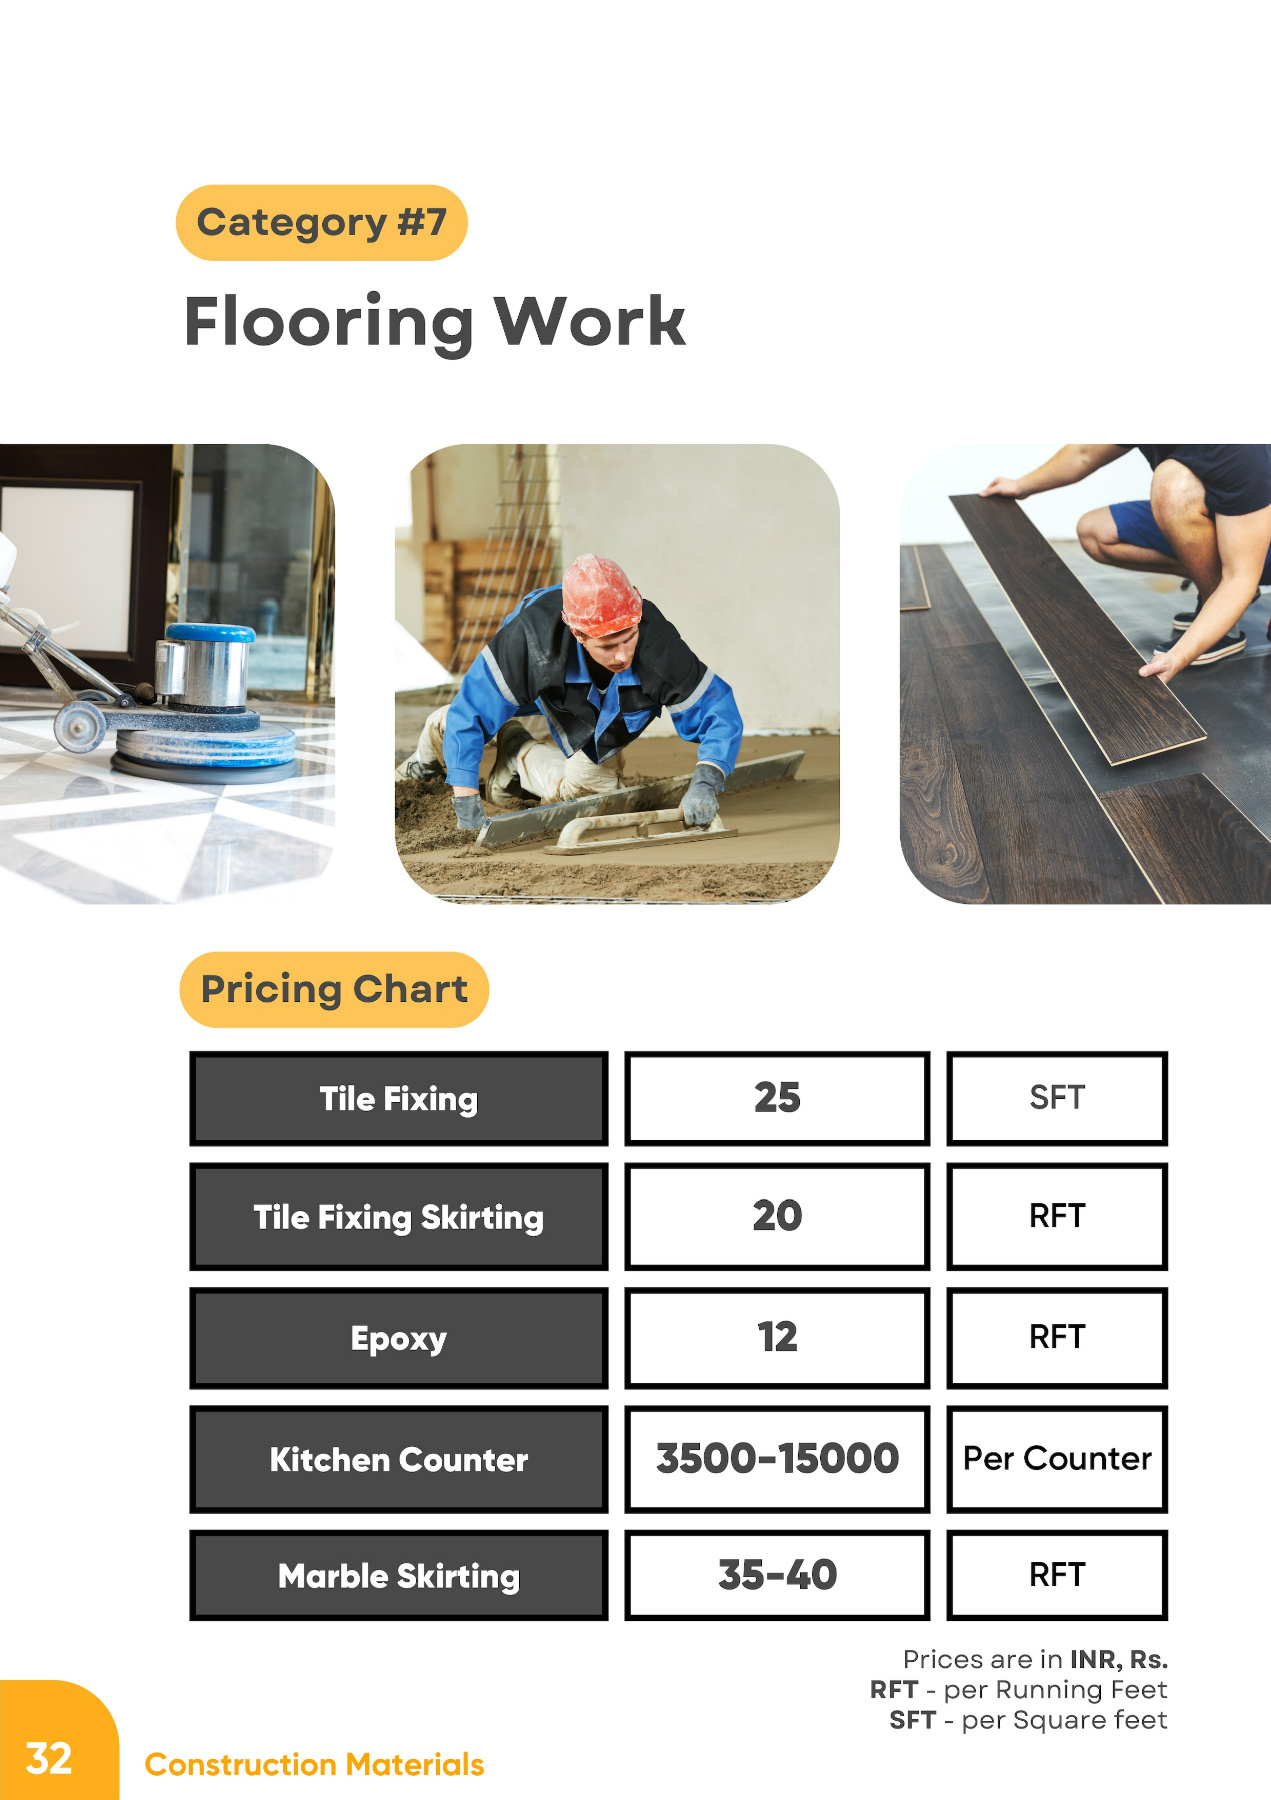 Category #7
Flooring Work
Pricing Chart
Tile Fixing 25 SFT
Tile Fixing Skirting 20 RFT
Epoxy 12 RFT
Kitchen Counter 3500-15000 Per Counter
Marble Skirting 35-40 RFT
Prices are in INR, Rs.
RFT - per Running Feet
SFT - per Square feet
32 Construction Materials